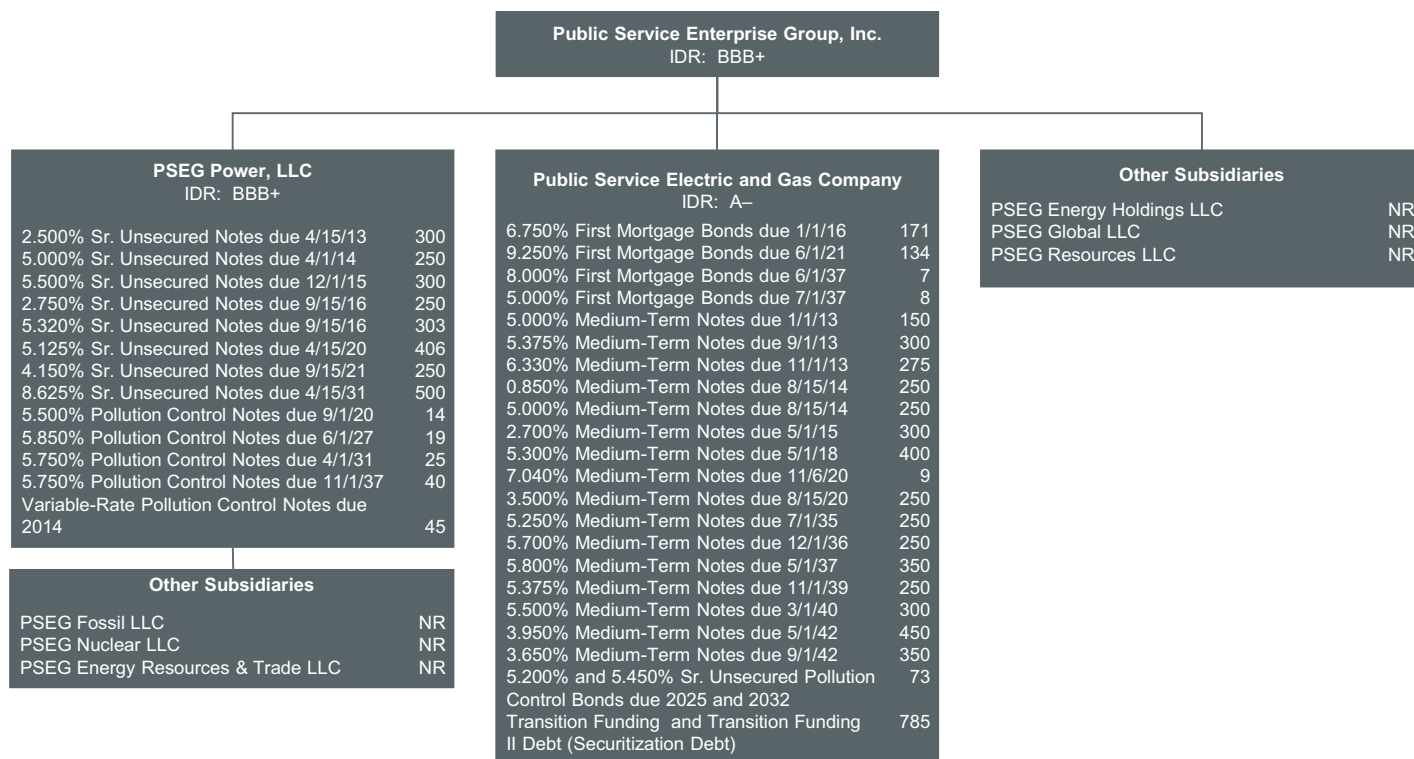 Public Service Enterprise Group, Inc.
IDR: BBB+
PSEG Power, LLC
IDR: BBB+
2.500% Sr. Unsecured Notes due 4/15/13 300
5.000% Sr. Unsecured Notes due 4/1/14 250
5.500% Sr. Unsecured Notes due 12/1/15 300
2.750% Sr. Unsecured Notes due 9/15/16 250
5.320% Sr. Unsecured Notes due 9/15/16 303
5.125% Sr. Unsecured Notes due 4/15/20 406
4.150% Sr. Unsecured Notes due 9/15/21 250
8.625% Sr. Unsecured Notes due 4/15/31 500
5.500% Pollution Control Notes due 9/1/20 14
5.850% Pollution Control Notes due 6/1/27 19
5.750% Pollution Control Notes due 4/1/31 25
5.750% Pollution Control Notes due 11/1/37 40
Variable-Rate Pollution Control Notes due
2014 45
Other Subsidiaries
PSEG Fossil LLC NR
PSEG Nuclear LLC NR
PSEG Energy Resources & Trade LLC NR
Public Service Electric and Gas Company
IDR: A–
6.750% First Mortgage Bonds due 1/1/16 171
9.250% First Mortgage Bonds due 6/1/21 134
8.000% First Mortgage Bonds due 6/1/37 7
5.000% First Mortgage Bonds due 7/1/37 8
5.000% Medium-Term Notes due 1/1/13 150
5.375% Medium-Term Notes due 9/1/13 300
6.330% Medium-Term Notes due 11/1/13 275
0.850% Medium-Term Notes due 8/15/14 250
5.000% Medium-Term Notes due 8/15/14 250
2.700% Medium-Term Notes due 5/1/15 300
5.300% Medium-Term Notes due 5/1/18 400
7.040% Medium-Term Notes due 11/6/20 9
3.500% Medium-Term Notes due 8/15/20 250
5.250% Medium-Term Notes due 7/1/35 250
5.700% Medium-Term Notes due 12/1/36 250
5.800% Medium-Term Notes due 5/1/37 350
5.375% Medium-Term Notes due 11/1/39 250
5.500% Medium-Term Notes due 3/1/40 300
3.950% Medium-Term Notes due 5/1/42 450
3.650% Medium-Term Notes due 9/1/42 350
5.200% and 5.450% Sr. Unsecured Pollution 73
Control Bonds due 2025 and 2032
Transition Funding and Transition Funding 785
II Debt (Securitization Debt)
Other Subsidiaries
PSEG Energy Holdings LLC NR
PSEG Global LLC NR
PSEG Resources LLC NR